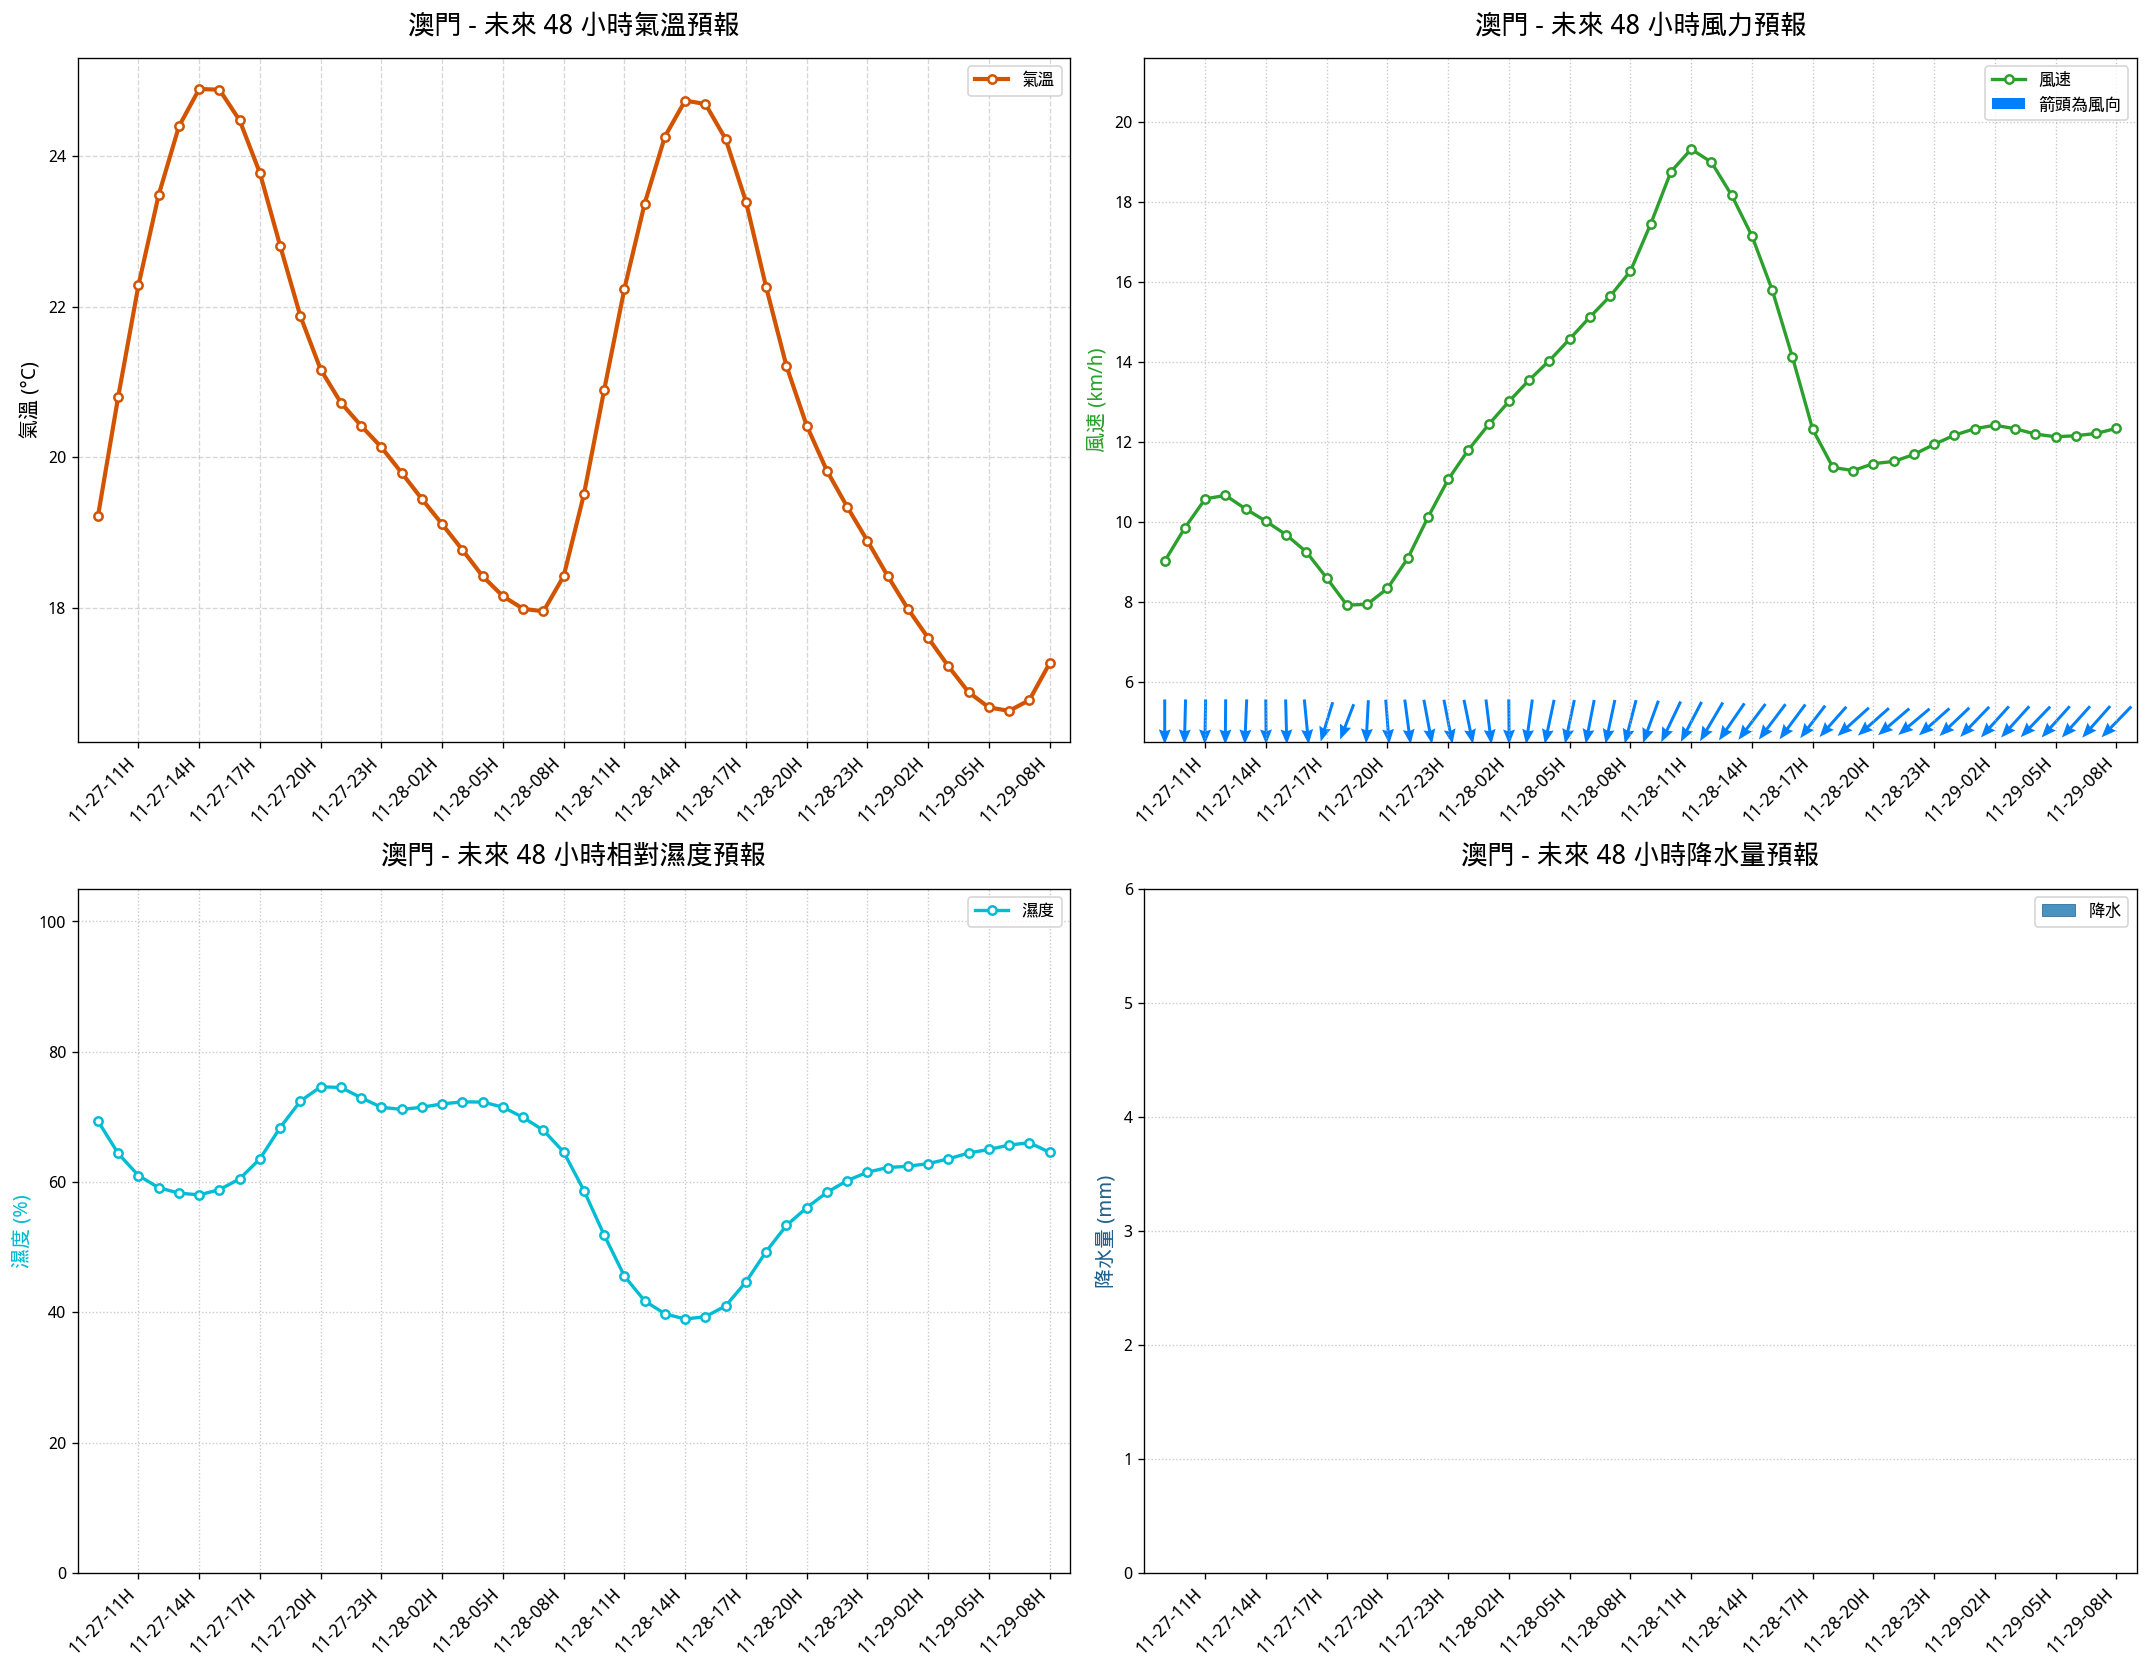 澳門 - 未來 48 小時氣溫預報
氣溫
氣溫 (°C)
24
22
20
18
11-27-11H
11-27-14H
11-27-17H
11-27-20H
11-27-23H
11-28-02H
11-28-05H
11-28-08H
11-28-11H
11-28-14H
11-28-17H
11-28-20H
11-28-23H
11-29-02H
11-29-05H
11-29-08H
澳門 - 未來 48 小時風力預報
風速
箭頭為風向
風速 (km/h)
20
18
16
14
12
10
8
6
11-27-11H
11-27-14H
11-27-17H
11-27-20H
11-27-23H
11-28-02H
11-28-05H
11-28-08H
11-28-11H
11-28-14H
11-28-17H
11-28-20H
11-28-23H
11-29-02H
11-29-05H
11-29-08H
澳門 - 未來 48 小時相對濕度預報
濕度
濕度 (%)
100
80
60
40
20
0
11-27-11H
11-27-14H
11-27-17H
11-27-20H
11-27-23H
11-28-02H
11-28-05H
11-28-08H
11-28-11H
11-28-14H
11-28-17H
11-28-20H
11-28-23H
11-29-02H
11-29-05H
11-29-08H
澳門 - 未來 48 小時降水量預報
降水
降水量 (mm)
6
5
4
3
2
1
0
11-27-11H
11-27-14H
11-27-17H
11-27-20H
11-27-23H
11-28-02H
11-28-05H
11-28-08H
11-28-11H
11-28-14H
11-28-17H
11-28-20H
11-28-23H
11-29-02H
11-29-05H
11-29-08H